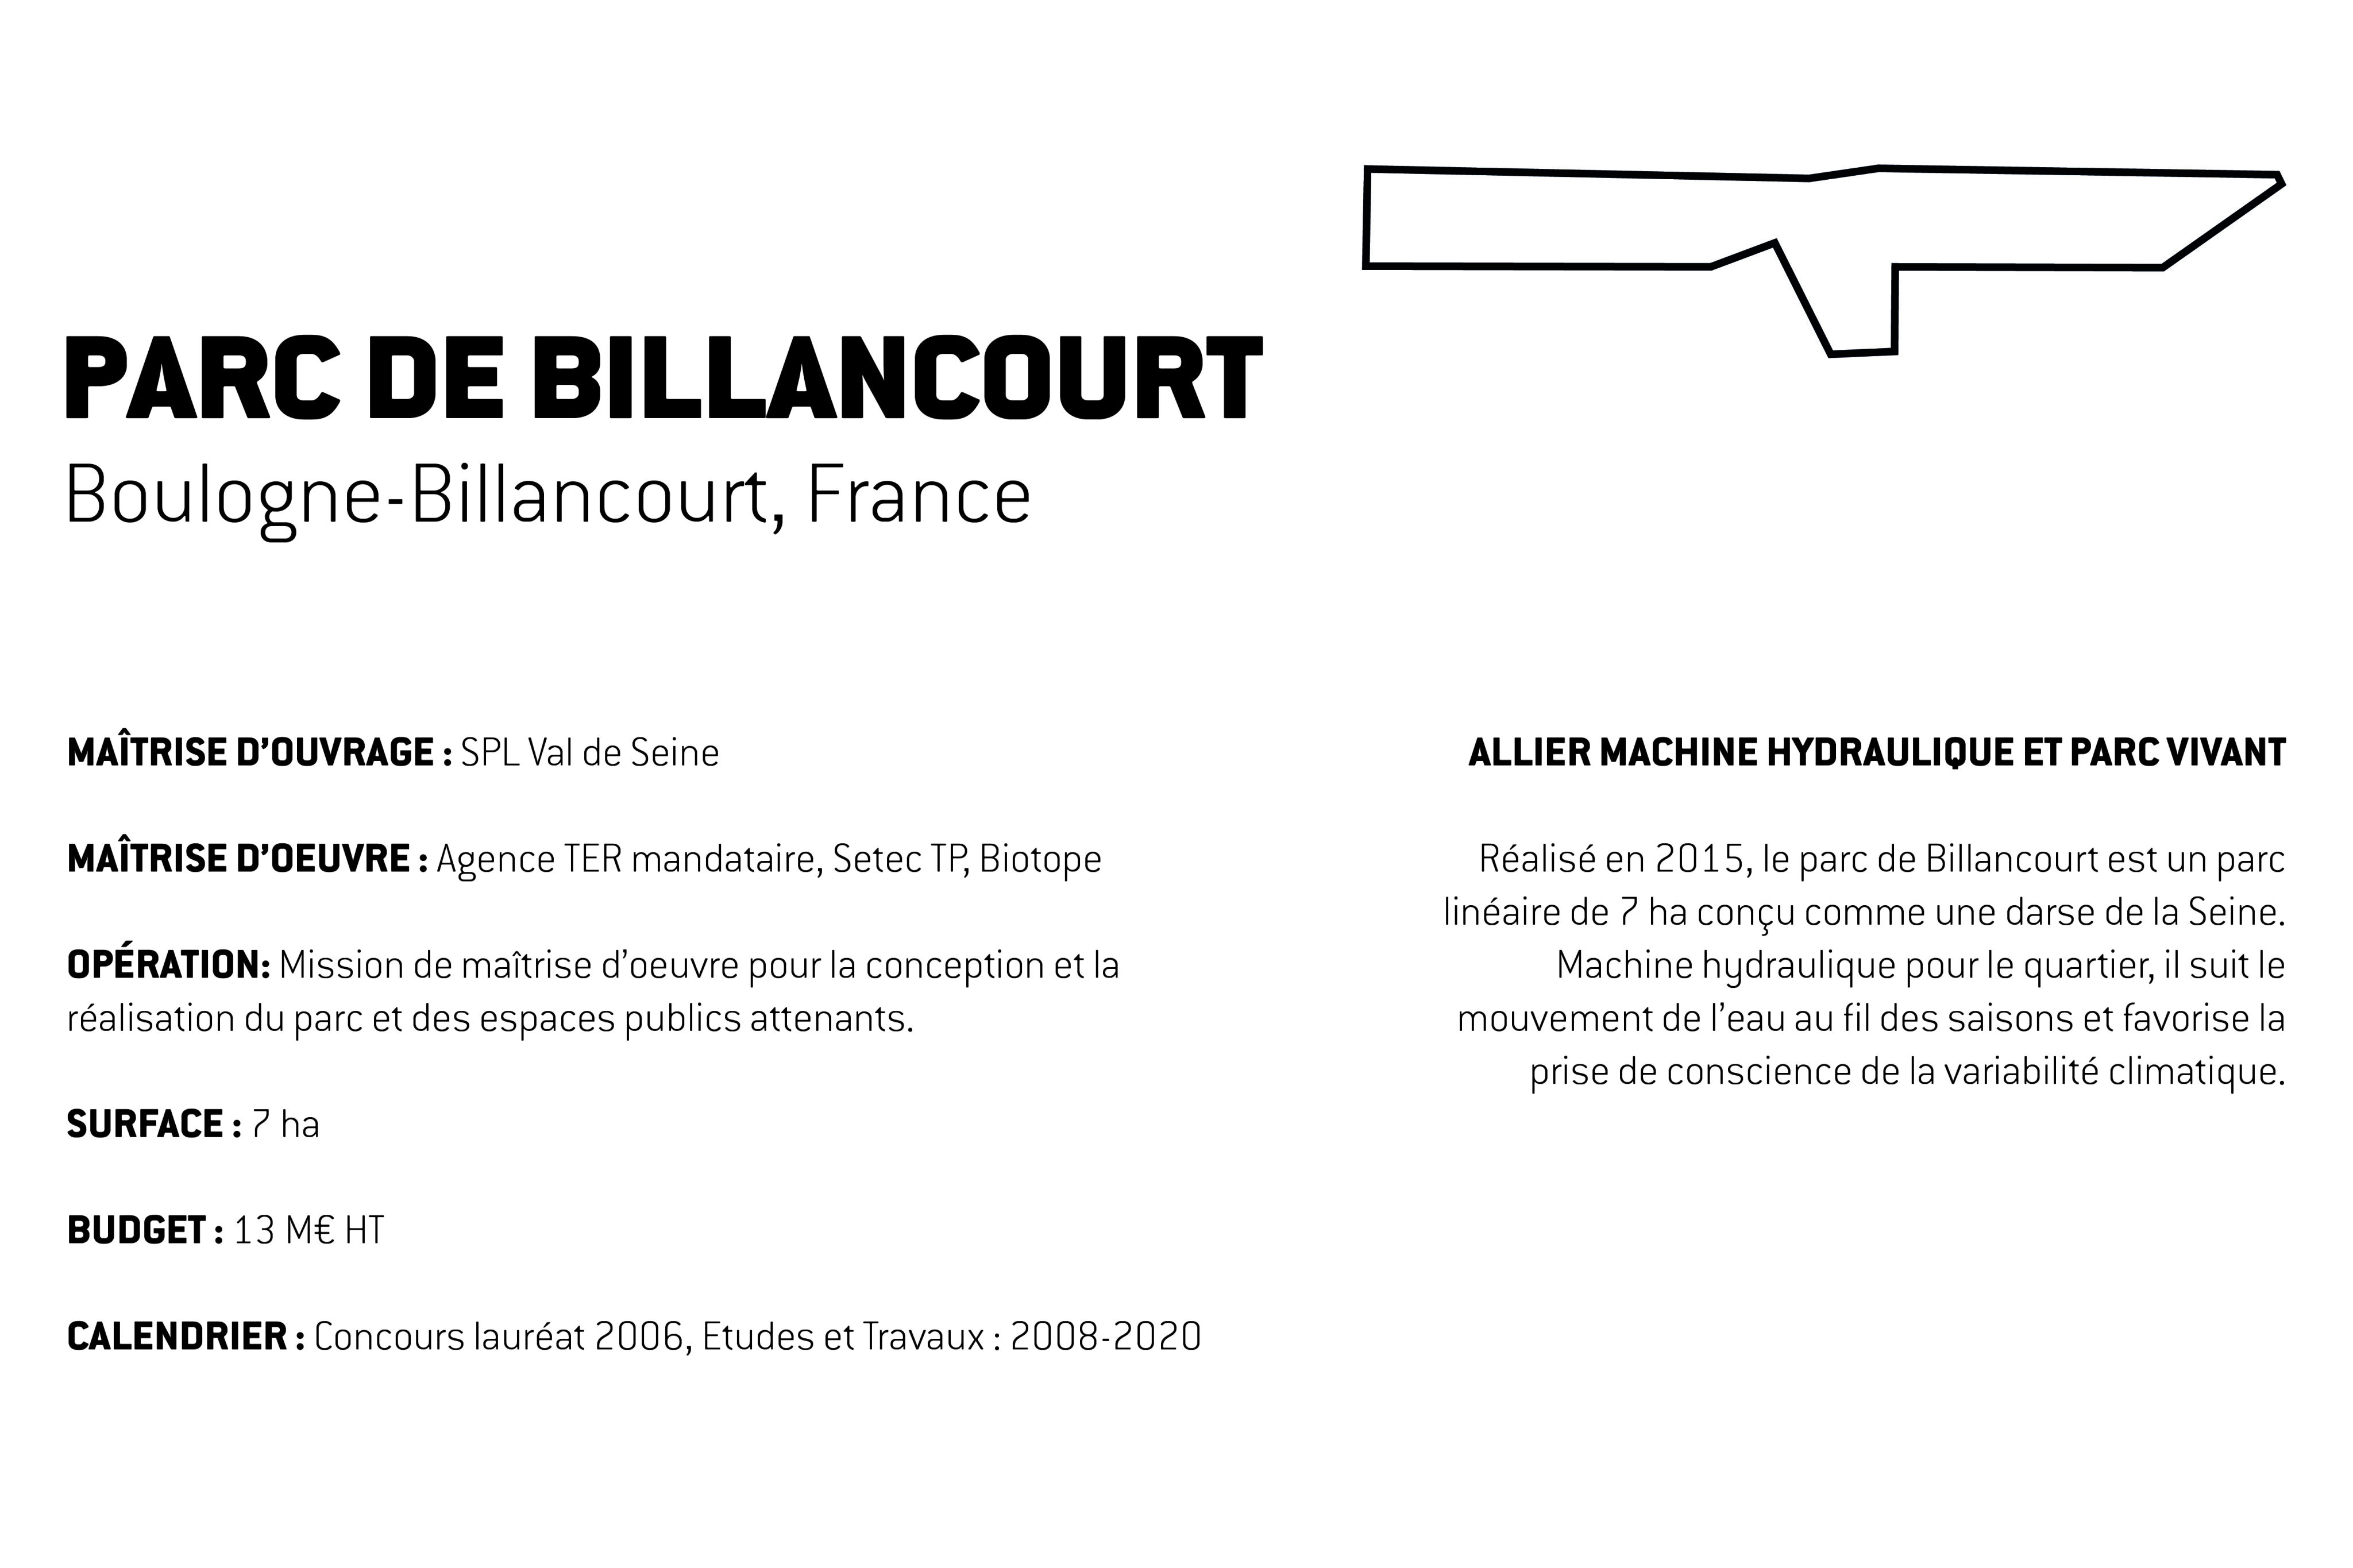 PARC DE BILLANCOURT
Boulogne-Billancourt, France
MAÎTRISE D’OUVRAGE : SPL Val de Seine
MAÎTRISE D’OEUVRE : Agence TER mandataire, Setec TP, Biotope
OPÉRATION: Mission de maîtrise d’oeuvre pour la conception et la
réalisation du parc et des espaces publics attenants.
SURFACE : 7 ha
BUDGET : 13 M€ HT
CALENDRIER : Concours lauréat 2006, Etudes et Travaux : 2008-2020
ALLIER MACHINE HYDRAULIQUE ET PARC VIVANT
Réalisé en 2015, le parc de Billancourt est un parc
linéaire de 7 ha conçu comme une darse de la Seine.
Machine hydraulique pour le quartier, il suit le
mouvement de l’eau au fil des saisons et favorise la
prise de conscience de la variabilité climatique.